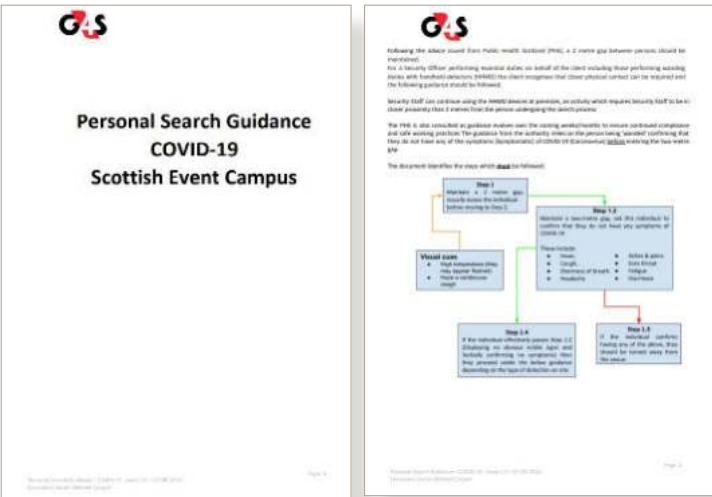 G4S
Personal Search Guidance
COVID-19
Scottish Event Campus
G4S
Following the advice issued from Public Health Scotland (PHS), a 2 metre gap between persons should be
maintained.
For a Security Officer performing essential duties on behalf of the client including those performing wanding
duties with handheld detectors (HHMD) the client recognises that close physical contact can be required and
the following guidance should be followed.
Security Staff can continue using the HHMD devices at premises, an activity which requires Security Staff to be in
closer proximity than 2 metres from the person undergoing the search process.
The PHS is also consulted as guidance evolves over the coming weeks/months to ensure continued compliance
and safe working practices The guidance from the authority relies on the person being 'wanded' confirming that
they do not have any of the symptoms (Symptomatic) of COVID-19 (Coronavirus) before entering the two metre
gap.
The document identifies the steps which must be followed:
Step 1
Maintain a 2 metre gap,
visually assess the individual
before moving to Step 2.
Step 1.2
Maintain a two-metre gap, ask the individual to
confirm that they do not have any symptoms of
COVID-19
These include:
Fever,
Cough,
Shortness of breath
Headache
Aches & pains
Sore throat
Fatigue
Diarrhoea
Visual cues
High temperature (they
may appear flushed)
Have a continuous
cough
Step 1.4
If the individual effectively passes Step 1.2
(Displaying no obvious visible signs and
Verbally confirming no symptoms) then
they proceed under the below guidance
depending on the type of detection on site
Step 1.3
If the individual confirms
having any of the above, they
should be turned away from
the venue